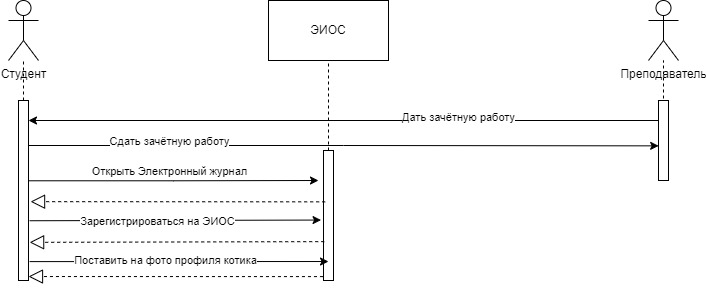 ЭИОС
Студент
Преподаватель
Дать зачётную работу
Сдать зачётную работу
Открыть Электронный журнал
Зарегистрироваться на ЭИОС
Поставить на фото профиля котика